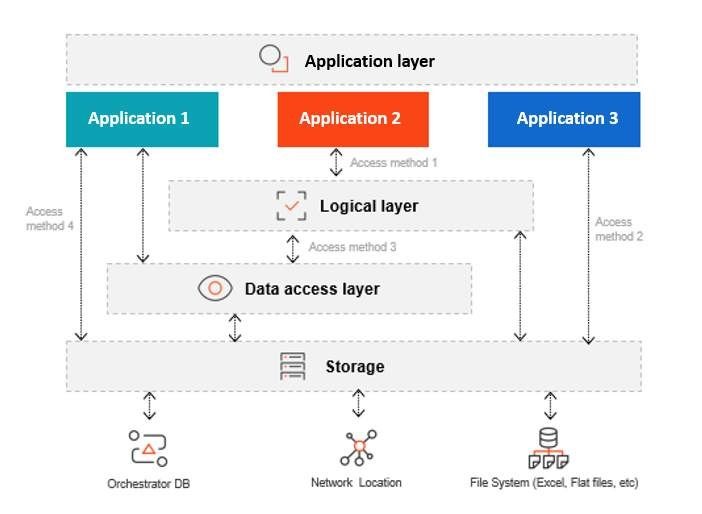 Application layer
Application 1
Application 2
Application 3
Access method 1
Access
method 4
Logical layer
Access
method 2
Access method 3
Data access layer
Storage
Orchestrator DB
Network Location
File System (Excel, Flat files, etc)